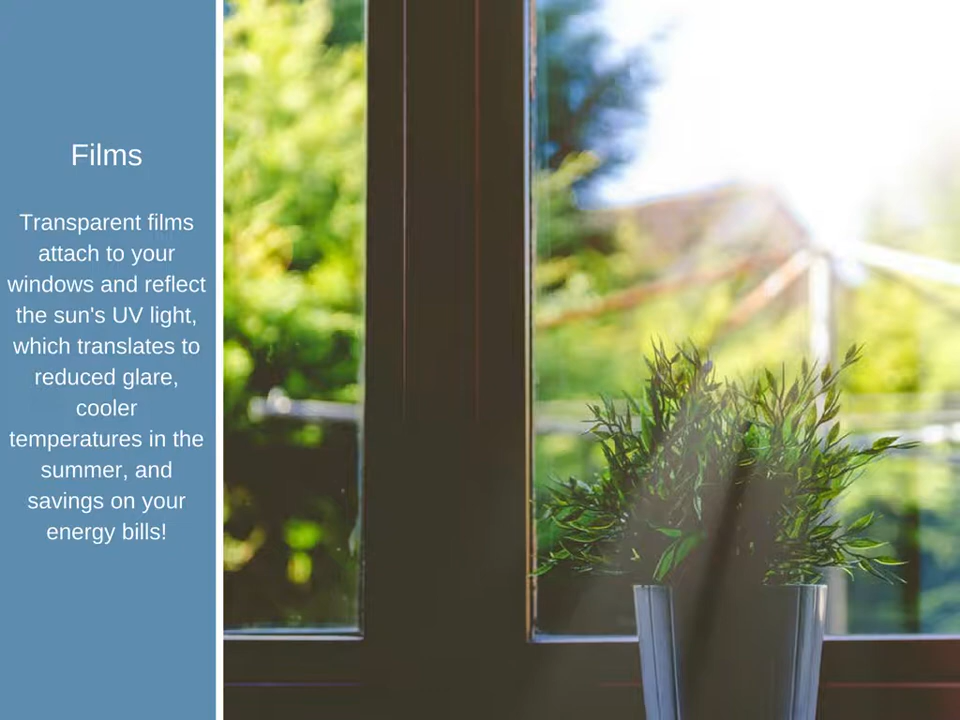 Films
Transparent films
attach to your
windows and reflect
the sun's UV light,
which translates to
reduced glare,
cooler
temperatures in the
summer, and
savings on your
energy bills!